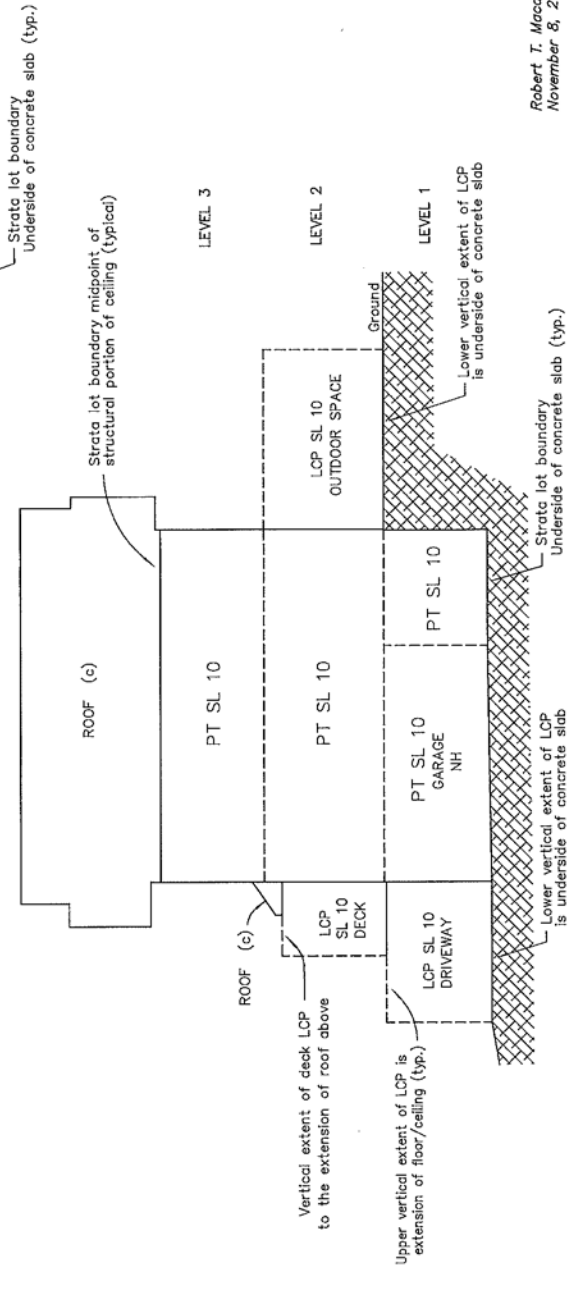 Strata lot boundary
Underside of concrete slab (typ.)
Strata lot boundary midpoint of
structural portion of ceiling (typical)
ROOF (c)
LEVEL 3
PT SL 10
ROOF (c)
LEVEL 2
PT SL 10
LCP SL 10
OUTDOOR SPACE
LCP
SL 10
DECK
Vertical extent of deck LCP
to the extension of roof above
Ground
LEVEL 1
PT SL 10
GARAGE
NH
PT SL 10
LCP SL 10
DRIVEWAY
Upper vertical extent of LCP is
extension of floor/ceiling (typ.)
Lower vertical extent of LCP
is underside of concrete slab
Strata lot boundary
Underside of concrete slab (typ.)
Lower vertical extent of LCP
is underside of concrete slab
Robert T.
November 8, 2